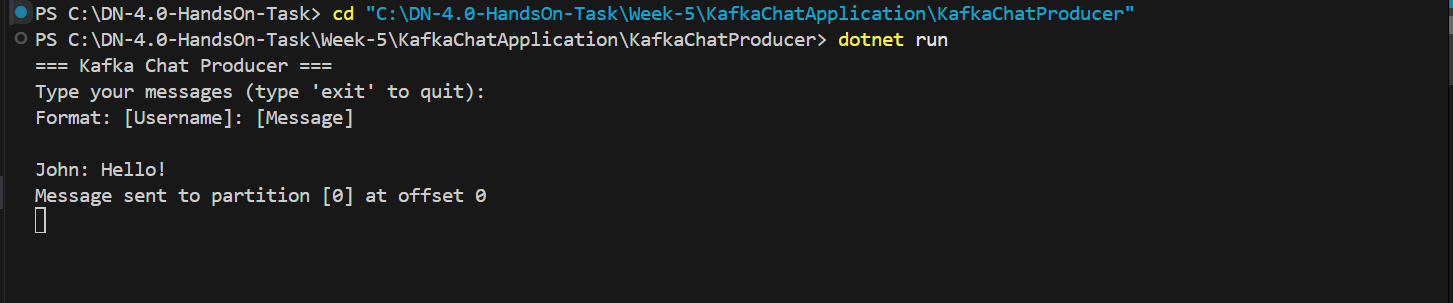 PS C:\DN-4.0-HandsOn-Task> cd "C:\DN-4.0-HandsOn-Task\Week-5\KafkaChatApplication\KafkaChatProducer"
PS C:\DN-4.0-HandsOn-Task\Week-5\KafkaChatApplication\KafkaChatProducer> dotnet run
=== Kafka Chat Producer ===
Type your messages (type 'exit' to quit):
Format: [Username]: [Message]
John: Hello!
Message sent to partition [0] at offset 0